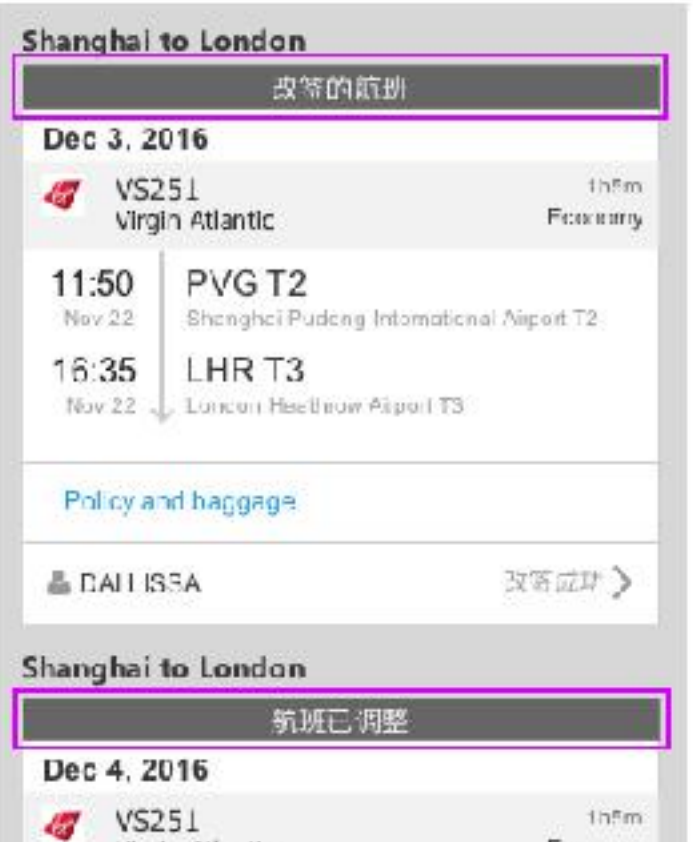 Shanghai to London
改签的航班
Dec 3, 2016
VS251
1h5m
Virgin Atlantic
Economy
11:50
PVG T2
Nov 22
Shanghai Pudong International Airport T2
16:35
LHR T3
Nov 22
London Heathrow Airport T3
Policy and baggage
DAI LISSA
改签成功
Shanghai to London
航班已调整
Dec 4, 2016
VS251
1h5m